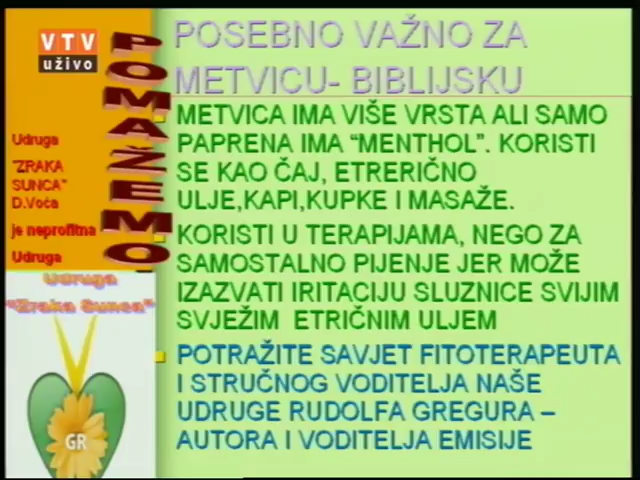 VTV
uživo
POMAŽEMO
Udruga
"ZRAKA
SUNCA"
D.Voća
je neprofitna
Udruga
Udruga
"Zraka Sunca"
GR
POSEBNO VAŽNO ZA
METVICU- BIBLIJSKU
METVICA IMA VIŠE VRSTA ALI SAMO
PAPRENA IMA “MENTHOL”. KORISTI
SE KAO ČAJ, ETRERIČNO
ULJE,KAPI,KUPKE I MASAŽE.
KORISTI U TERAPIJAMA, NEGO ZA
SAMOSTALNO PIJENJE JER MOŽE
IZAZVATI IRITACIJU SLUZNICE SVIJIM
SVJEŽIM ETRIČNIM ULJEM
POTRAŽITE SAVJET FITOTERAPEUTA
I STRUČNOG VODITELJA NAŠE
UDRUGE RUDOLFA GREGURA –
AUTORA I VODITELJA EMISIJE